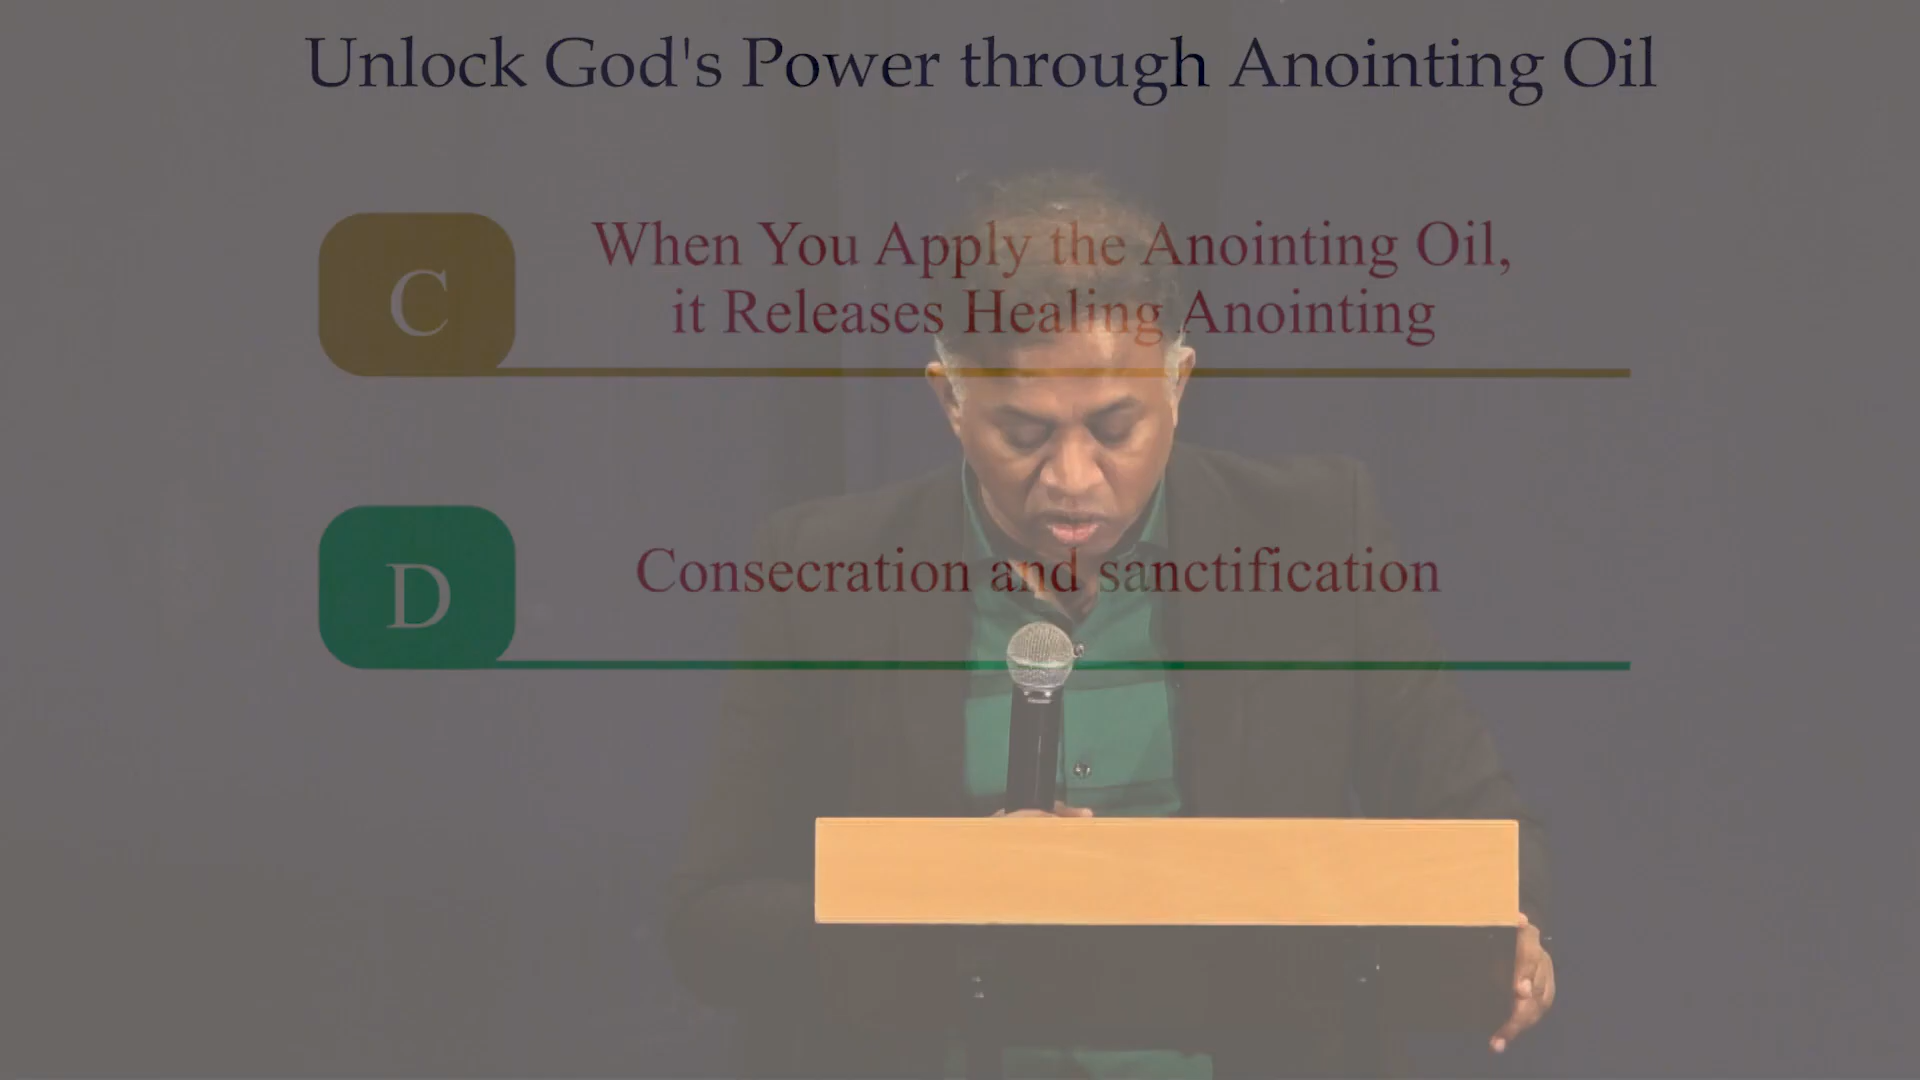 Unlock God's Power through Anointing Oil
C
When You Apply the Anointing Oil,
it Releases Healing Anointing
D
Consecration and sanctification